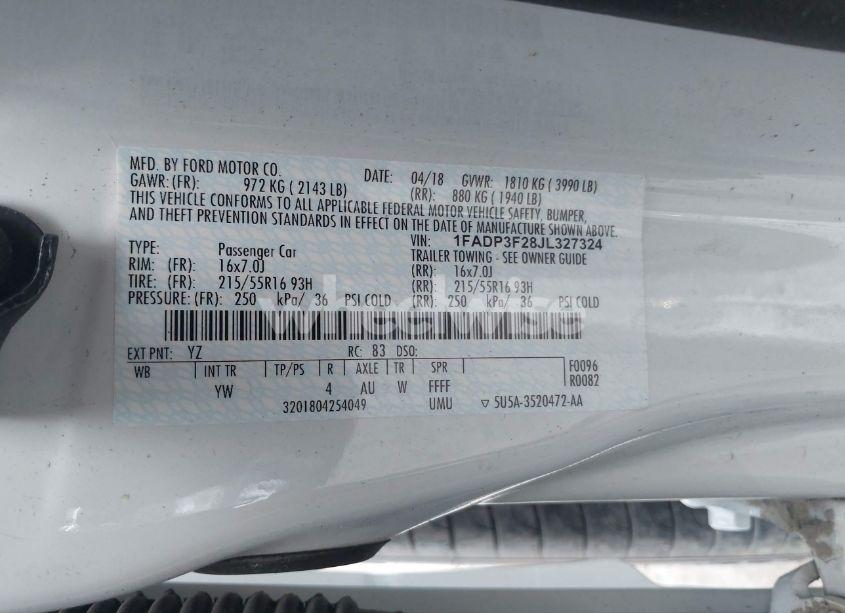 MFD. BY FORD MOTOR CO. DATE: 04/18 GVWR: 1810 KG ( 3990 LB)
GAWR:(FR): 972 KG ( 2143 LB) (RR): 880 KG ( 1940 LB)
THIS VEHICLE CONFORMS TO ALL APPLICABLE FEDERAL MOTOR VEHICLE SAFETY, BUMPER,
AND THEFT PREVENTION STANDARDS IN EFFECT ON THE DATE OF MANUFACTURE SHOWN ABOVE.
VIN: 1FADP3F28JL327324
TYPE: Passenger Car TRAILER TOWING - SEE OWNER GUIDE
RIM: (FR): 16x7.0J (RR): 16x7.0J
TIRE: (FR): 215/55R16 93H (RR): 215/55R16 93H
PRESSURE: (FR): 250 kPa/ 36 PSI COLD (RR): 250 kPa/ 36 PSI COLD
wheelwise
EXT PNT: YZ RC: 83 DSO:
WB INT TR TP/PS R AXLE TR SPR F0096
R0082
YW 4 AU W FFFF
3201804254049 UMU ▽ 5U5A-3520472-AA